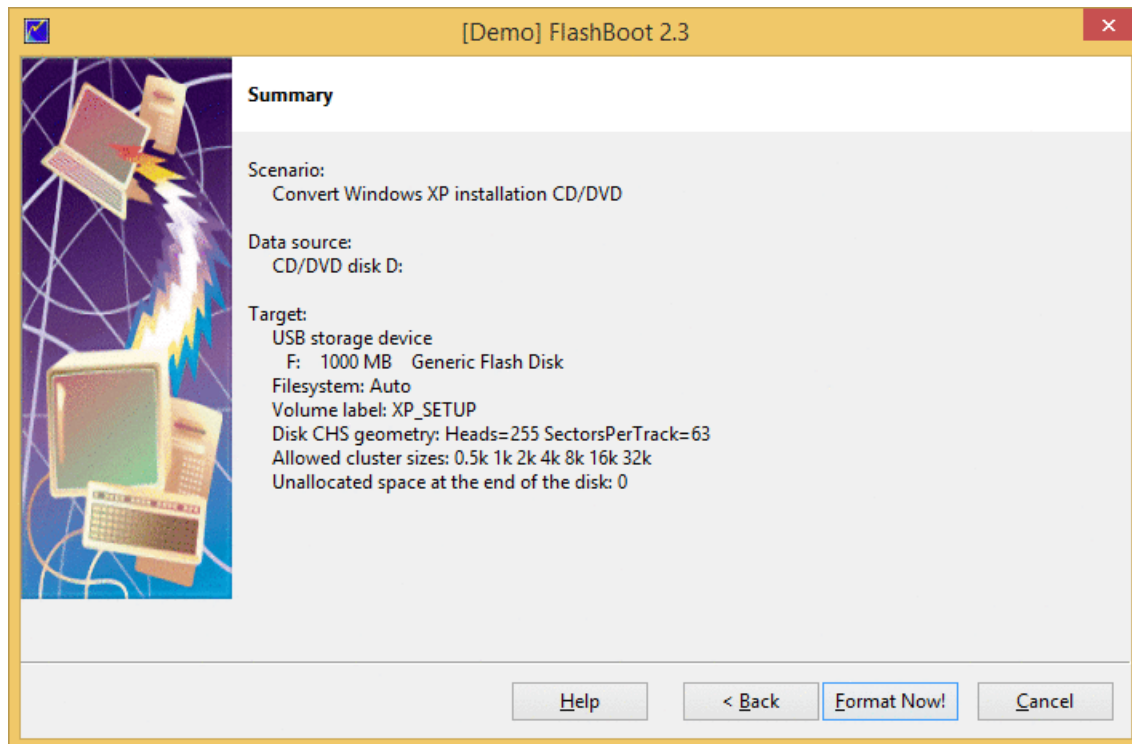 [Demo] FlashBoot 2.3
Summary
Scenario:
Convert Windows XP installation CD/DVD
Data source:
CD/DVD disk D:
Target:
USB storage device
F: 1000 MB Generic Flash Disk
Filesystem: Auto
Volume label: XP_SETUP
Disk CHS geometry: Heads=255 SectorsPerTrack=63
Allowed cluster sizes: 0.5k 1k 2k 4k 8k 16k 32k
Unallocated space at the end of the disk: 0
Help < Back Format Now! Cancel